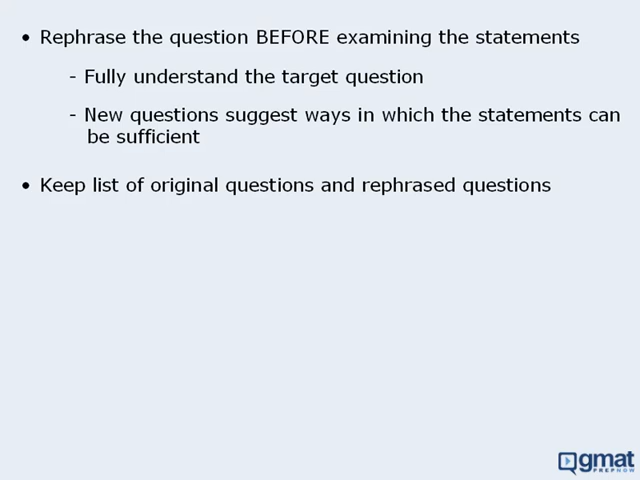 • Rephrase the question BEFORE examining the statements
- Fully understand the target question
- New questions suggest ways in which the statements can
be sufficient
• Keep list of original questions and rephrased questions
gmat
PREPNOW